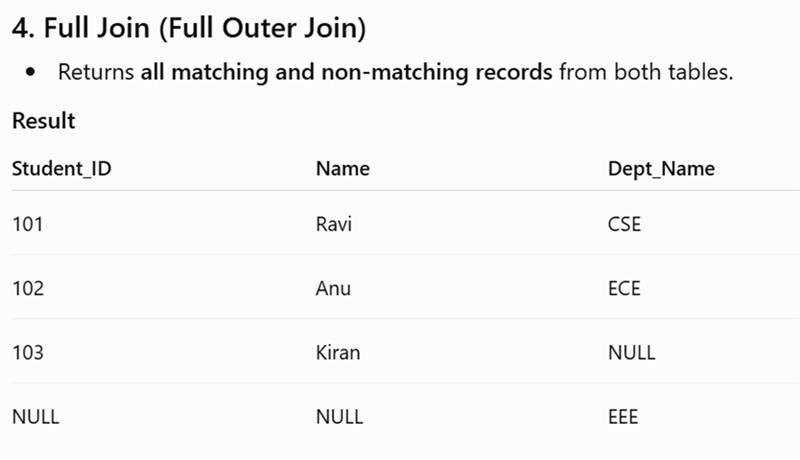 4. Full Join (Full Outer Join)
• Returns all matching and non-matching records from both tables.
Result
Student_ID Name Dept_Name
101 Ravi CSE
102 Anu ECE
103 Kiran NULL
NULL NULL EEE